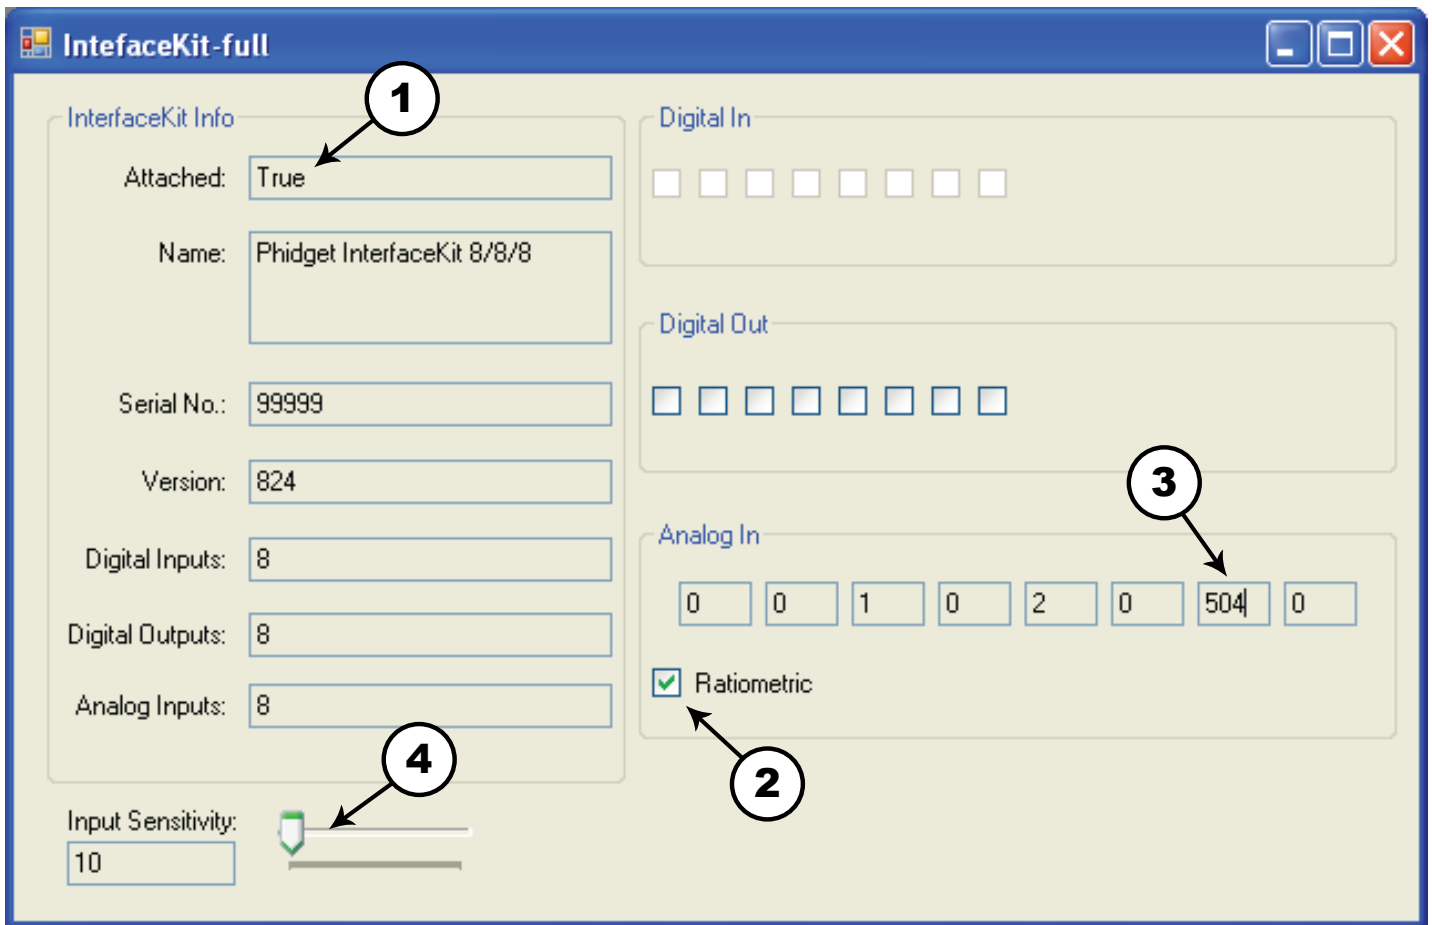 IntefaceKit-full
1
InterfaceKit Info
Attached: True
Name: Phidget InterfaceKit 8/8/8
Serial No.: 99999
Version: 824
Digital Inputs: 8
Digital Outputs: 8
Analog Inputs: 8
4
Input Sensitivity:
10
Digital In
Digital Out
3
Analog In
0 0 1 0 2 0 504 0
Ratiometric
2